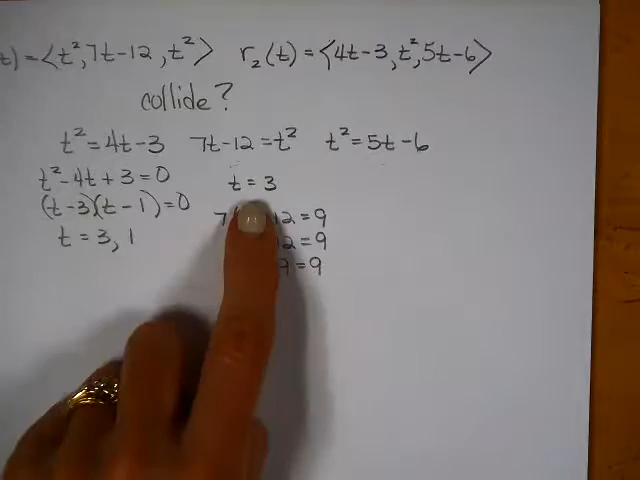 t) = ⟨t², 7t-12, t²⟩ r₂(t) = ⟨4t-3, t², 5t-6⟩
collide?
t² = 4t-3 7t-12 = t² t² = 5t-6
t² - 4t + 3 = 0
t = 3
(t-3)(t-1) = 0
7 12 = 9
t = 3, 1
12 = 9
9 = 9